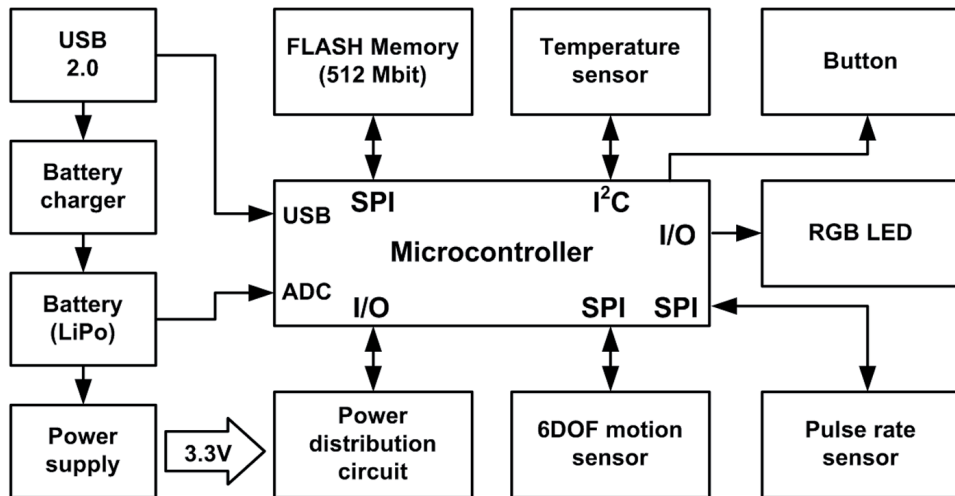 USB
2.0
FLASH Memory
(512 Mbit)
Temperature
sensor
Button
Battery
charger
SPI
I²C
USB
I/O
RGB LED
Microcontroller
Battery
(LiPo)
ADC
I/O
SPI
SPI
Power
supply
3.3V
Power
distribution
circuit
6DOF motion
sensor
Pulse rate
sensor